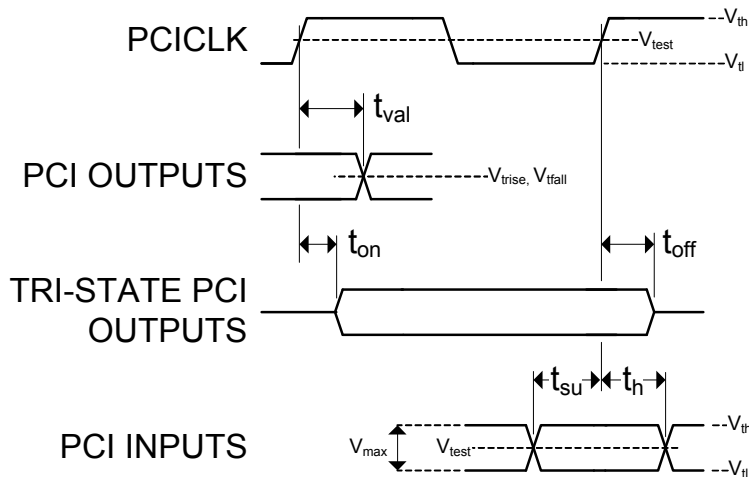 PCICLK
V_th
V_test
V_tl
t_val
PCI OUTPUTS
V_trise, V_tfall
t_on
t_off
TRI-STATE PCI
OUTPUTS
t_su
t_h
PCI INPUTS
V_max
V_test
V_th
V_tl